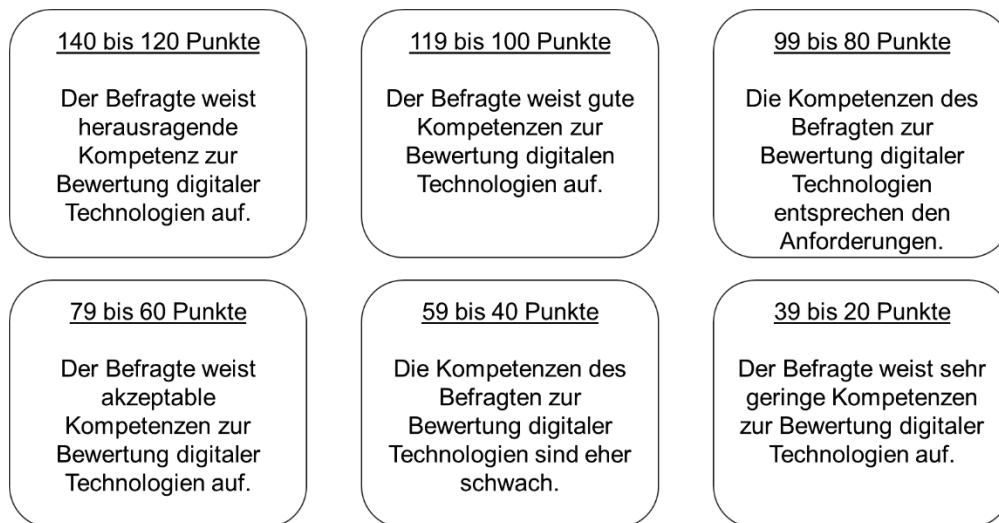 140 bis 120 Punkte
Der Befragte weist
herausragende
Kompetenz zur
Bewertung digitaler
Technologien auf.
119 bis 100 Punkte
Der Befragte weist gute
Kompetenzen zur
Bewertung digitalen
Technologien auf.
99 bis 80 Punkte
Die Kompetenzen des
Befragten zur
Bewertung digitaler
Technologien
entsprechen den
Anforderungen.
79 bis 60 Punkte
Der Befragte weist
akzeptable
Kompetenzen zur
Bewertung digitaler
Technologien auf.
59 bis 40 Punkte
Die Kompetenzen des
Befragten zur
Bewertung digitaler
Technologien sind eher
schwach.
39 bis 20 Punkte
Der Befragte weist sehr
geringe Kompetenzen
zur Bewertung digitaler
Technologien auf.